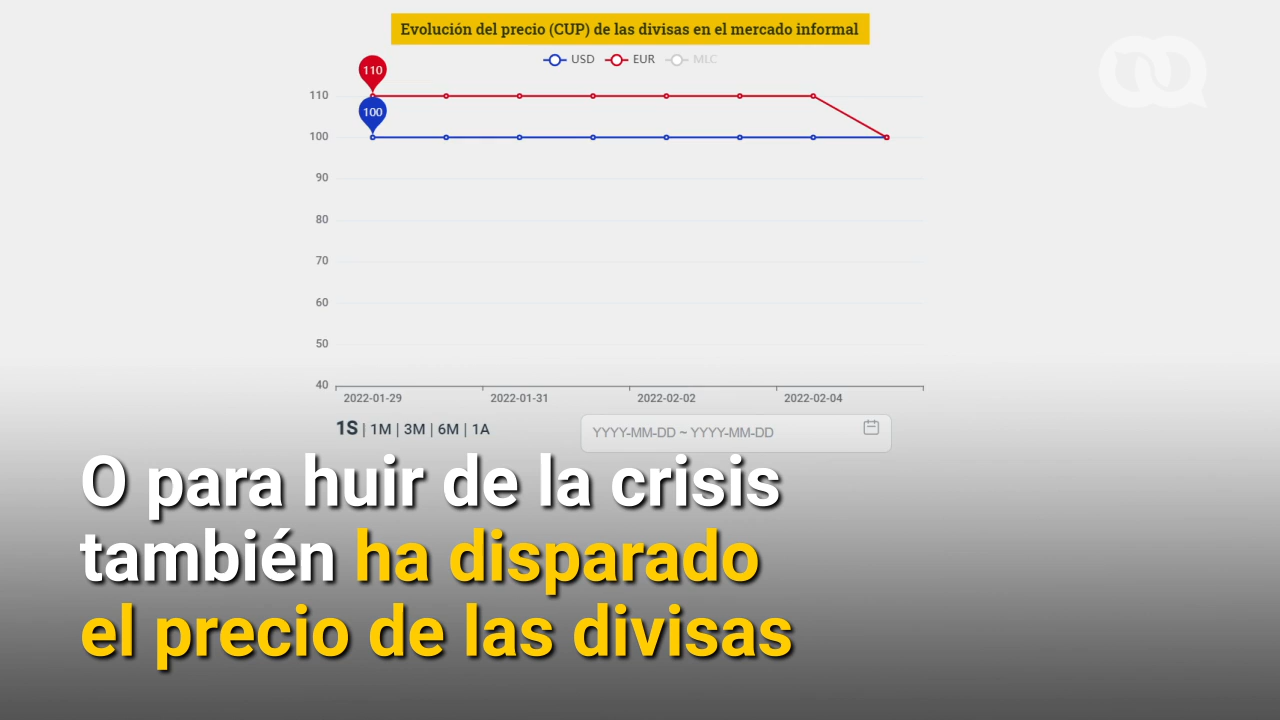 Evolución del precio (CUP) de las divisas en el mercado informal
USD EUR MLC
110
110
100
100
90
80
70
60
50
40
2022-01-29 2022-01-31 2022-02-02 2022-02-04
1S | 1M | 3M | 6M | 1A YYYY-MM-DD ~ YYYY-MM-DD
O para huir de la crisis
también ha disparado
el precio de las divisas